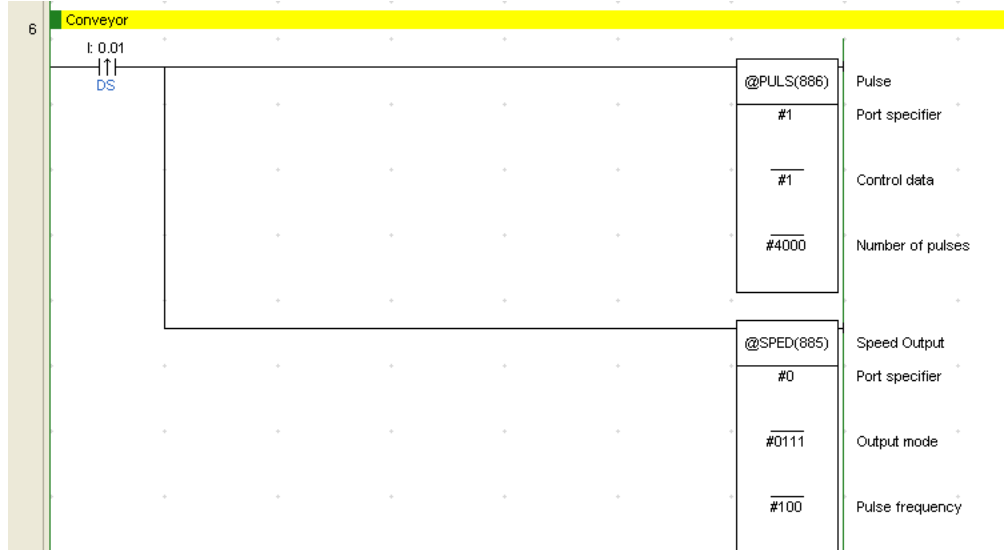 6
Conveyor
I: 0.01
DS
@PULS(886) Pulse
#1 Port specifier
#1 Control data
#4000 Number of pulses
@SPED(885) Speed Output
#0 Port specifier
#0111 Output mode
#100 Pulse frequency